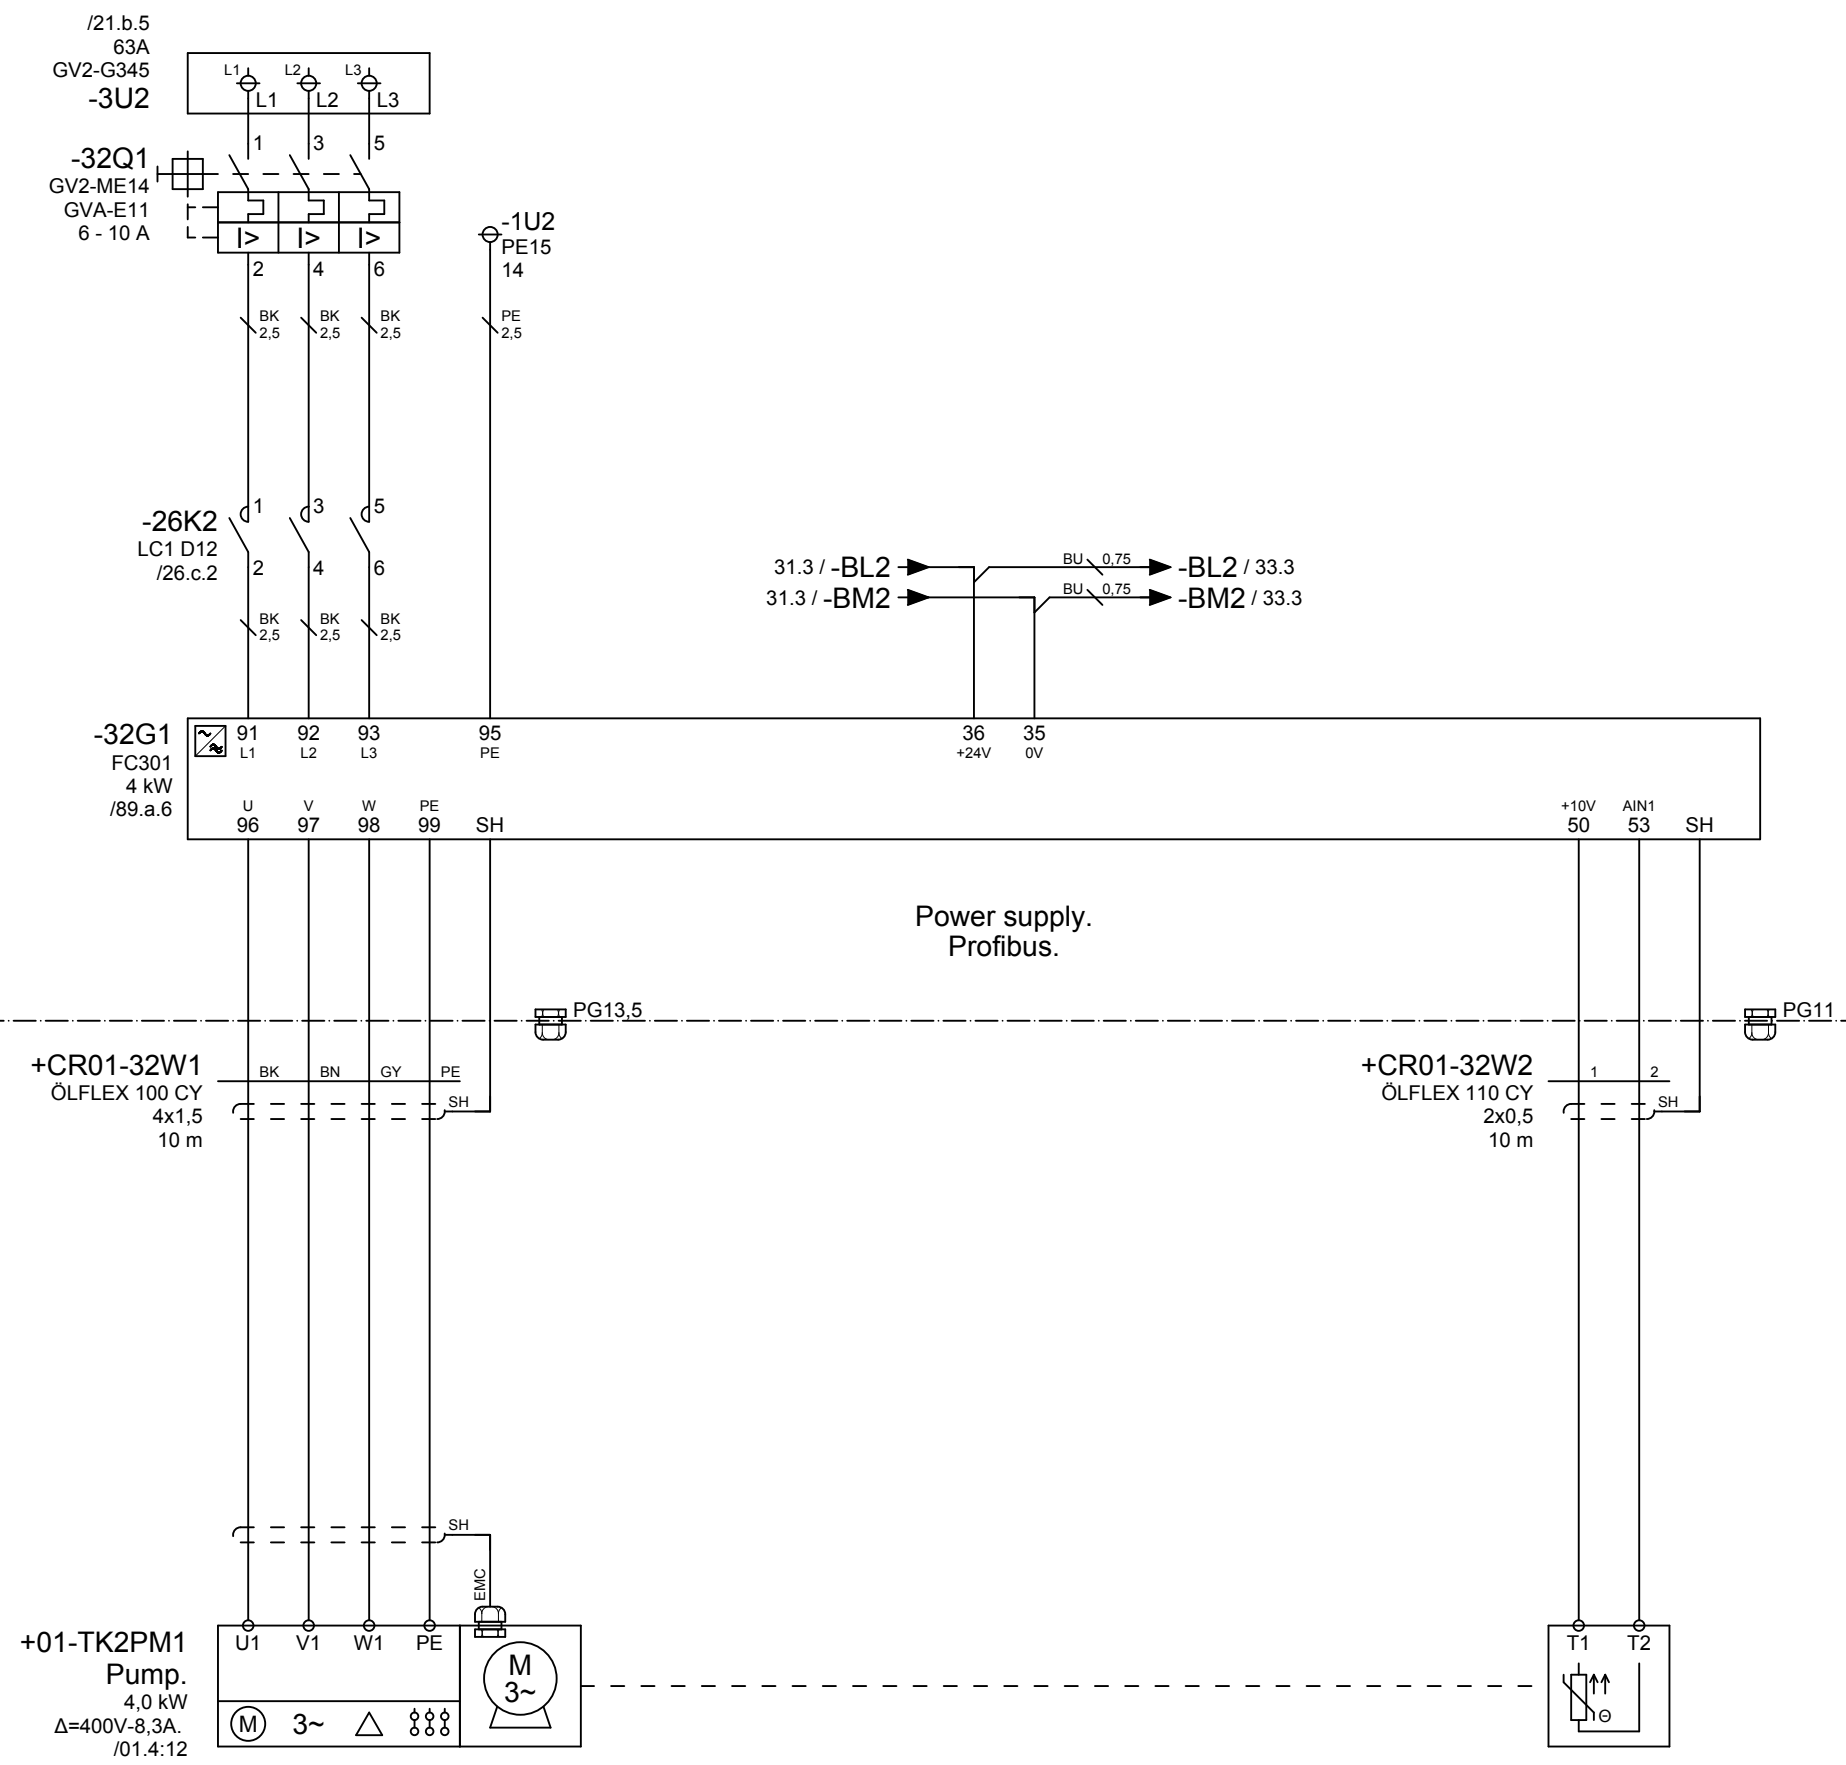 /21.b.5
63A
GV2-G345
-3U2
L1 L2 L3
L1 L2 L3
-32Q1
GV2-ME14
GVA-E11
6 - 10 A
1 3 5
I> I> I>
2 4 6
-1U2
PE15
14
BK 2,5
BK 2,5
BK 2,5
PE 2,5
-26K2
LC1 D12
/26.c.2
1 3 5
2 4 6
BK 2,5
BK 2,5
BK 2,5
31.3 / -BL2
BU 0,75
-BL2 / 33.3
31.3 / -BM2
BU 0,75
-BM2 / 33.3
-32G1
FC301
4 kW
/89.a.6
91 92 93 95 36 35
L1 L2 L3 PE +24V 0V
U V W PE +10V AIN1
96 97 98 99 SH 50 53 SH
Power supply.
Profibus.
PG13,5
PG11
+CR01-32W1
ÖLFLEX 100 CY
4x1,5
10 m
BK BN GY PE
SH
+CR01-32W2
ÖLFLEX 110 CY
2x0,5
10 m
1 2
SH
SH
EMC
+01-TK2PM1
Pump.
4,0 kW
Δ=400V-8,3A.
/01.4:12
U1 V1 W1 PE
M
3~
M 3~
T1 T2
Θ